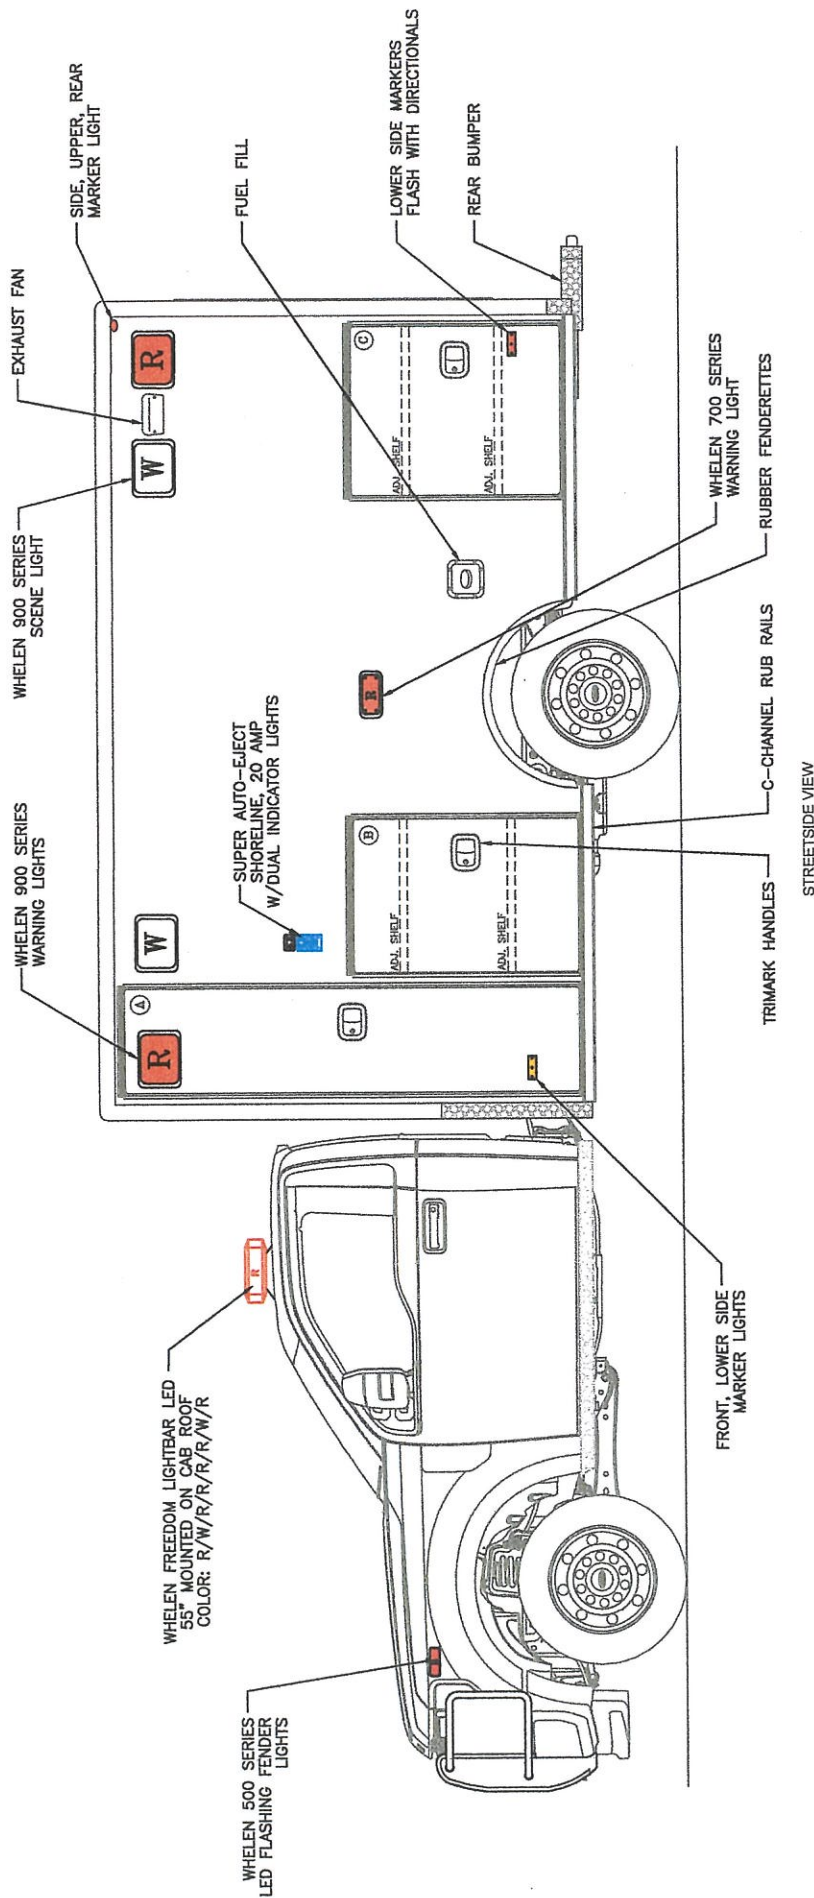 WHELEN 500 SERIES
LED FLASHING FENDER
LIGHTS
WHELEN FREEDOM LIGHTBAR LED
55" MOUNTED ON CAB ROOF
COLOR: R/W/R/R/R/R/W/R
R
WHELEN 900 SERIES
WARNING LIGHTS
WHELEN 900 SERIES
SCENE LIGHT
EXHAUST FAN
SIDE, UPPER, REAR
MARKER LIGHT
R
A
W
W
R
SUPER AUTO-EJECT
SHORELINE, 20 AMP
W/DUAL INDICATOR LIGHTS
FUEL FILL
B
ADJ. SHELF
ADJ. SHELF
R
C
ADJ. SHELF
ADJ. SHELF
LOWER SIDE MARKERS
FLASH WITH DIRECTIONALS
REAR BUMPER
FRONT, LOWER SIDE
MARKER LIGHTS
TRIMARK HANDLES
C-CHANNEL RUB RAILS
RUBBER FENDERETTES
WHELEN 700 SERIES
WARNING LIGHT
STREETSIDE VIEW